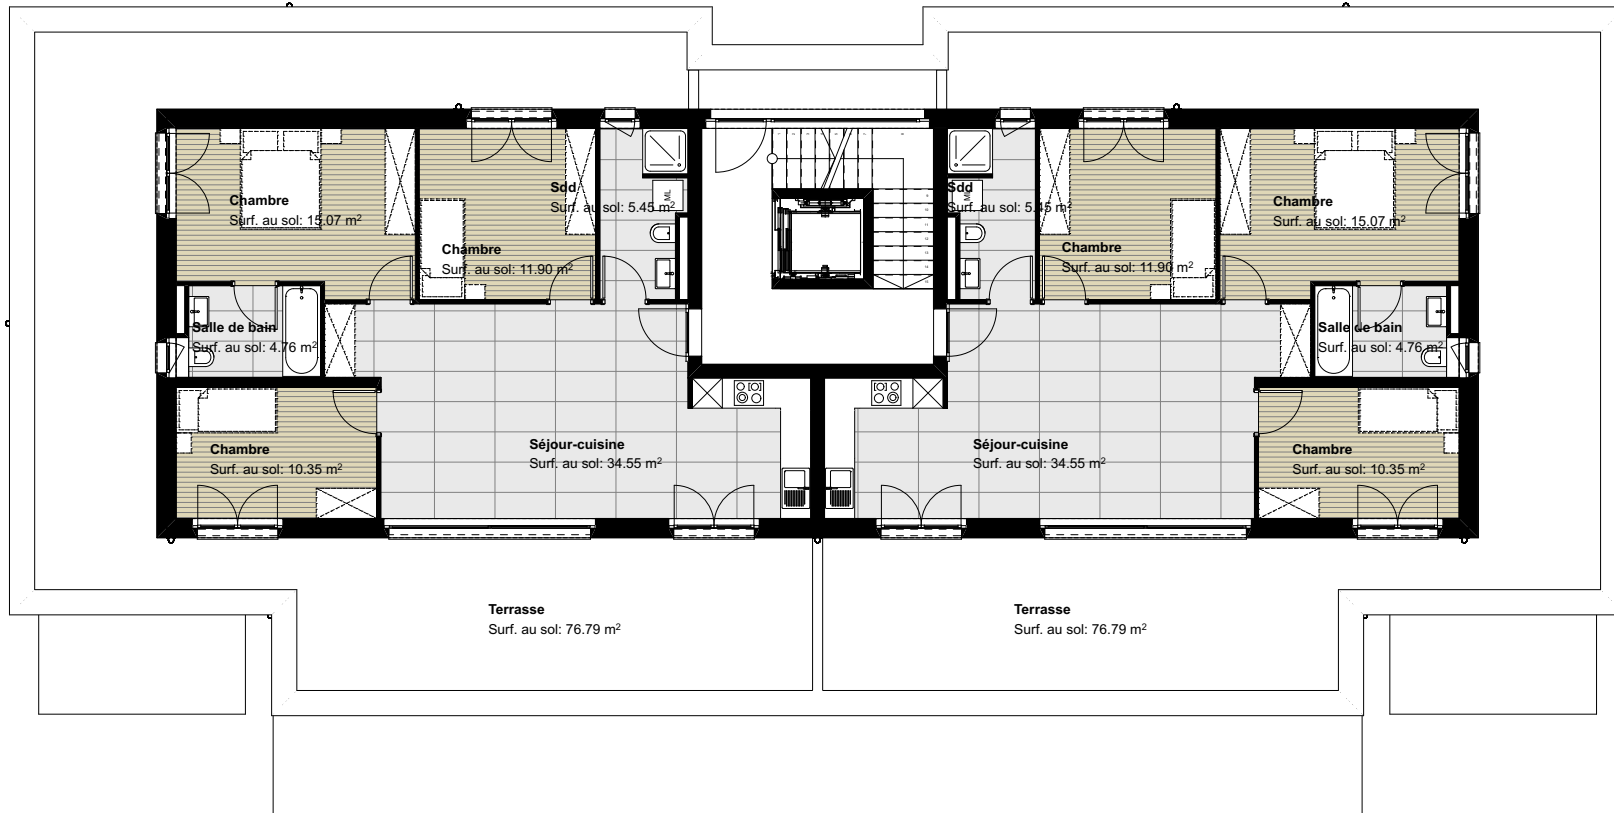 Chambre
Surf. au sol: 15.07 m²
Sdd
Surf. au sol: 5.45 m²
ML
Chambre
Surf. au sol: 11.90 m²
Salle de bain
Surf. au sol: 4.76 m²
Chambre
Surf. au sol: 10.35 m²
Séjour-cuisine
Surf. au sol: 34.55 m²
Terrasse
Surf. au sol: 76.79 m²
Sdd
Surf. au sol: 5.45 m²
ML
Chambre
Surf. au sol: 11.90 m²
Chambre
Surf. au sol: 15.07 m²
Salle de bain
Surf. au sol: 4.76 m²
Séjour-cuisine
Surf. au sol: 34.55 m²
Chambre
Surf. au sol: 10.35 m²
Terrasse
Surf. au sol: 76.79 m²